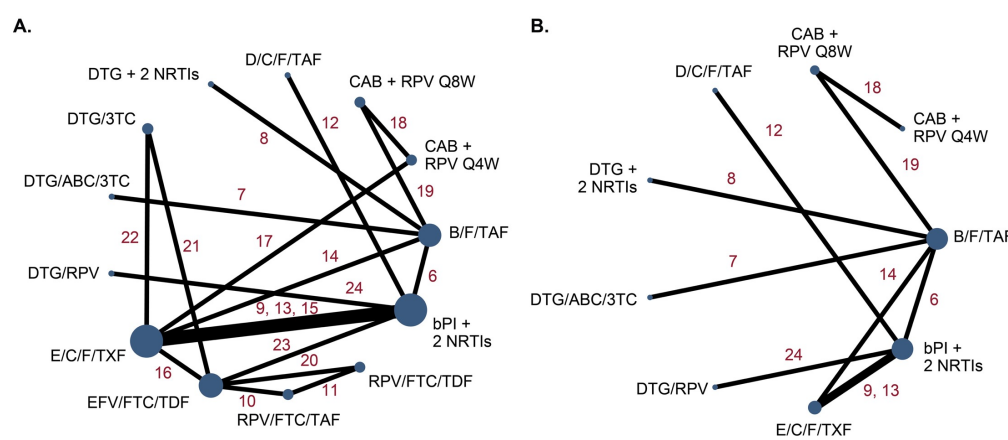 A.
D/C/F/TAF
DTG + 2 NRTIs
CAB + RPV Q8W
12
18
DTG/3TC
8
CAB +
RPV Q4W
DTG/ABC/3TC
7
19
22
21
17
B/F/TAF
14
DTG/RPV
24
6
9, 13, 15
bPI +
2 NRTIs
23
E/C/F/TXF
16
20
RPV/FTC/TDF
EFV/FTC/TDF
10
11
RPV/FTC/TAF
B.
CAB +
RPV Q8W
D/C/F/TAF
18
12
CAB +
RPV Q4W
19
DTG +
2 NRTIs
8
B/F/TAF
7
14
DTG/ABC/3TC
6
bPI +
2 NRTIs
24
DTG/RPV
9, 13
E/C/F/TXF